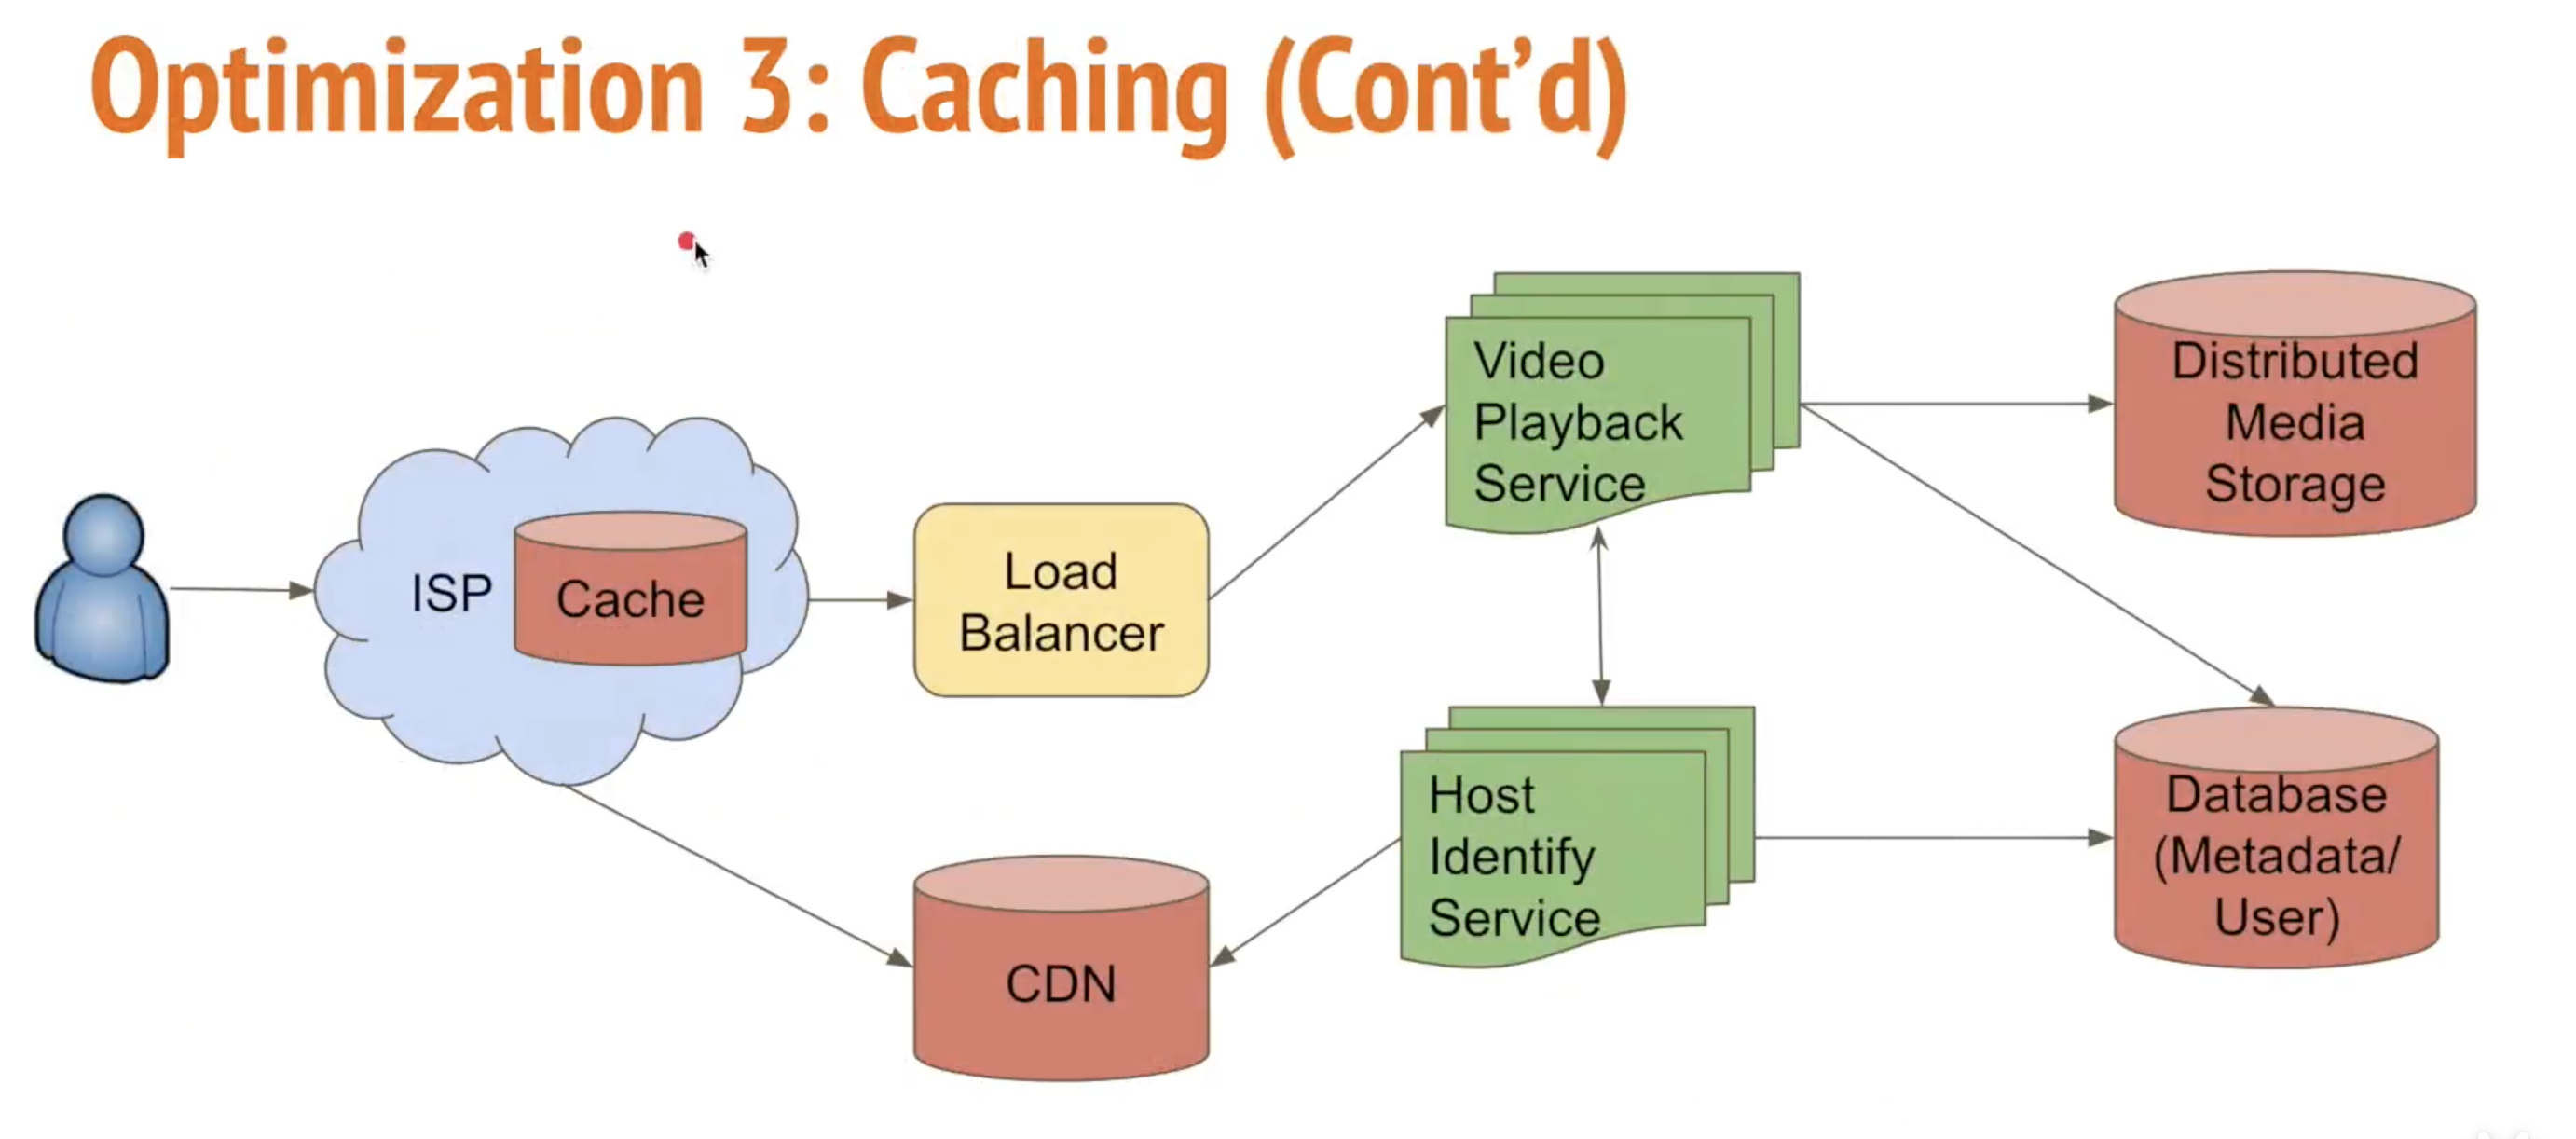 Optimization 3: Caching (Cont’d)
Video
Playback
Service
Distributed
Media
Storage
ISP
Cache
Load
Balancer
Host
Identify
Service
Database
(Metadata/
User)
CDN